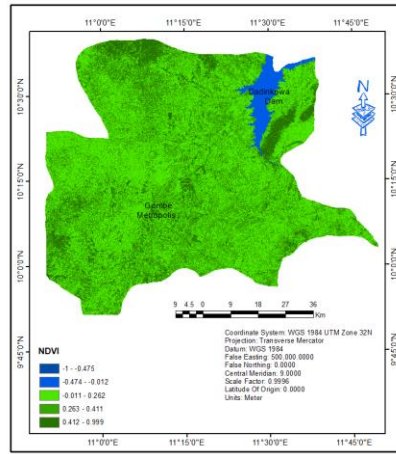 11°0'0"E 11°15'0"E 11°30'0"E 11°45'0"E
10°30'0"N 10°30'0"N
N
Dadinkowa
Dam
10°15'0"N 10°15'0"N
Gombe
Metropolis
10°0'0"N 10°0'0"N
9 4.5 0 9 18 27 36
Km
Coordinate System: WGS 1984 UTM Zone 32N
Projection: Transverse Mercator
Datum: WGS 1984
False Easting: 500,000.0000
False Northing: 0.0000
Central Meridian: 9.0000
Scale Factor: 0.9996
Latitude Of Origin: 0.0000
Units: Meter
9°45'0"N 9°45'0"N
NDVI
-1 - -0.475
-0.474 - -0.012
-0.011 - 0.262
0.263 - 0.411
0.412 - 0.999
11°0'0"E 11°15'0"E 11°30'0"E 11°45'0"E